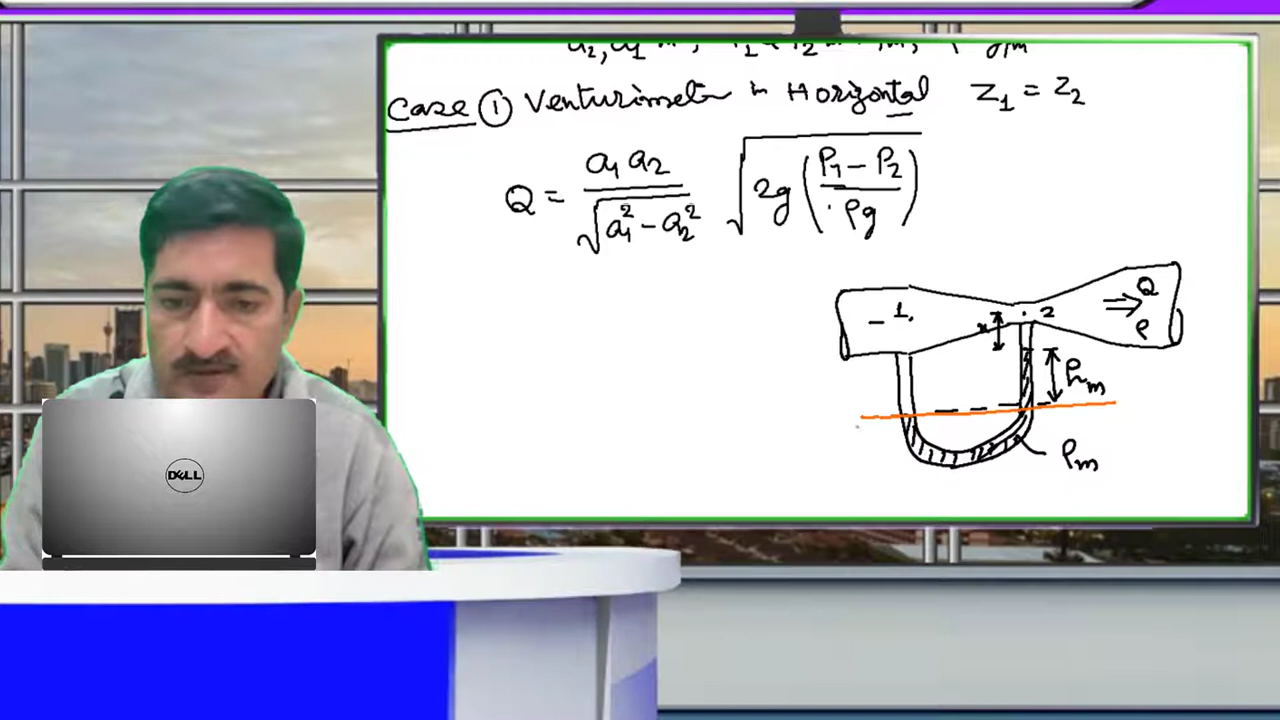 Case ① Venturimeter in Horizontal Z₁ = Z₂
Q = a₁ a₂ / √(a₁² − a₂²) √(2g((P₁ − P₂) / ρg))
1
2
Q
ρ
x
hₘ
ρₘ
DELL